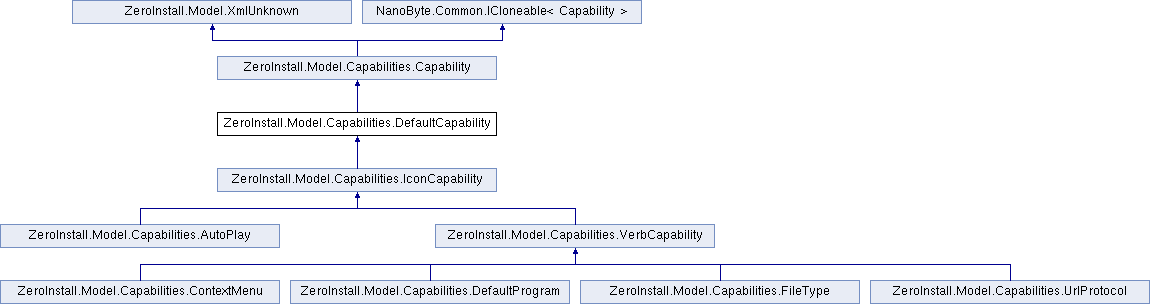 ZeroInstall.Model.XmlUnknown
NanoByte.Common.ICloneable< Capability >
ZeroInstall.Model.Capabilities.Capability
ZeroInstall.Model.Capabilities.DefaultCapability
ZeroInstall.Model.Capabilities.IconCapability
ZeroInstall.Model.Capabilities.AutoPlay
ZeroInstall.Model.Capabilities.VerbCapability
ZeroInstall.Model.Capabilities.ContextMenu
ZeroInstall.Model.Capabilities.DefaultProgram
ZeroInstall.Model.Capabilities.FileType
ZeroInstall.Model.Capabilities.UrlProtocol